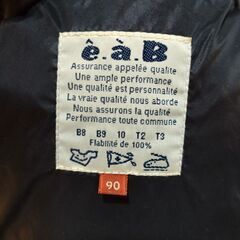 ê.à.B
Assurance appelée qualite
Une ample performance
Une qualité est personnalité
La vraie qualité nous aborde
Nous assurons la qualité
Performance toute commune
B8 B9 10 T2 T3
Flabilité de 100%
90